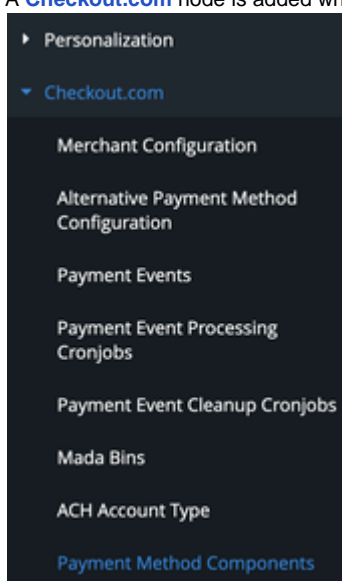 A Checkout.com node is added wh
Personalization
Checkout.com
Merchant Configuration
Alternative Payment Method
Configuration
Payment Events
Payment Event Processing
Cronjobs
Payment Event Cleanup Cronjobs
Mada Bins
ACH Account Type
Payment Method Components